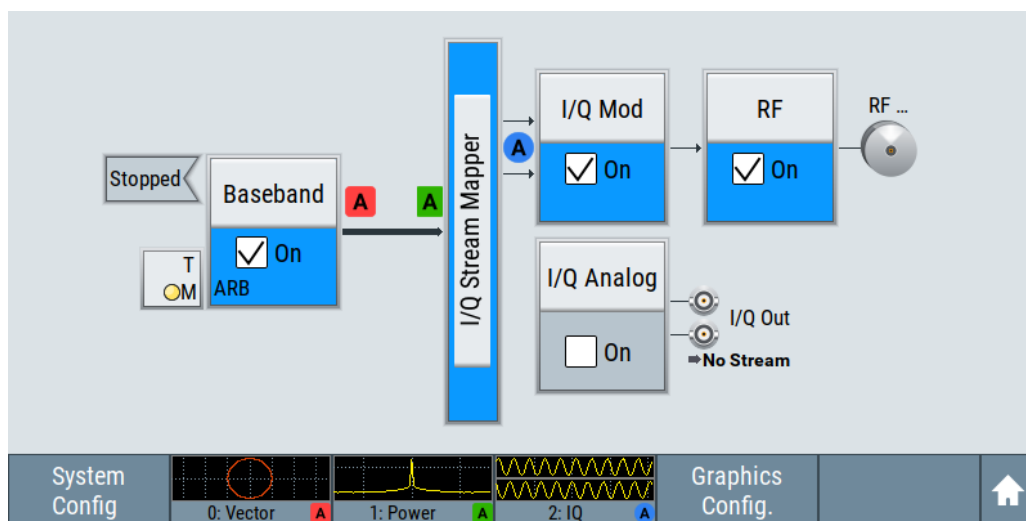 Stopped
Baseband
On
ARB
T
M
A
A
I/Q Stream Mapper
A
I/Q Mod
On
RF
On
RF ...
I/Q Analog
On
I/Q Out
No Stream
System
Config
0: Vector A
1: Power A
2: IQ A
Graphics
Config.